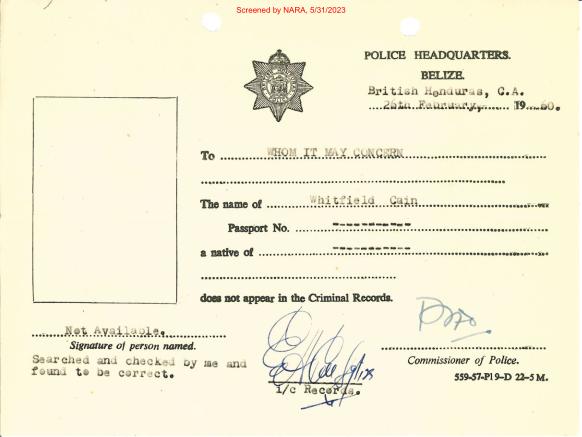 Screened by NARA, 5/31/2023
POLICE HEADQUARTERS.
BELIZE.
British Honduras, C.A.
26th February, 1960.
To WHOM IT MAY CONCERN
The name of Whitfield Cain
Passport No. ----------
a native of ----------
does not appear in the Criminal Records.
Not Available.
Signature of person named.
Searched and checked by me and
found to be correct.
i/c Records.
Commissioner of Police.
559-57-P19-D 22-5 M.